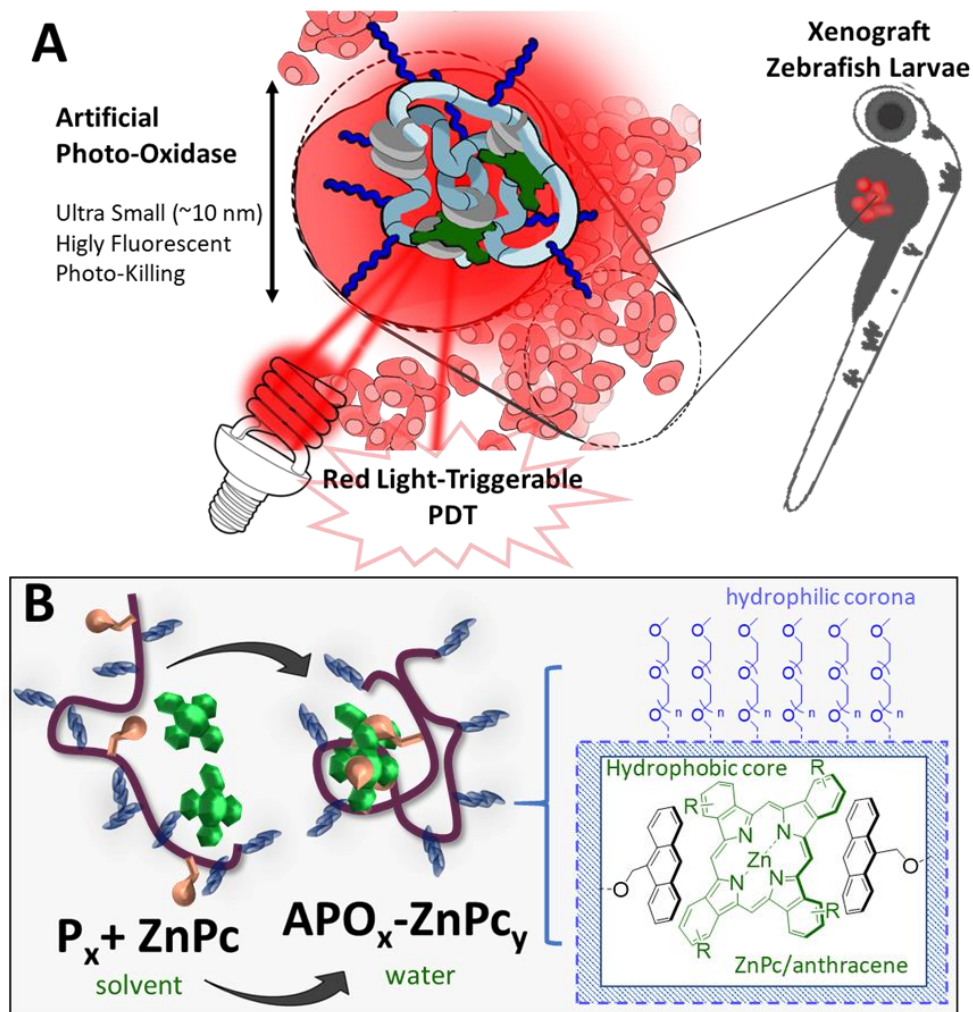 A
Xenograft
Zebrafish Larvae
Artificial
Photo-Oxidase
Ultra Small (~10 nm)
Higly Fluorescent
Photo-Killing
Red Light-Triggerable
PDT
B
hydrophilic corona
O O O O O O
O O O O O O
O n O n O n O n O n O n
Hydrophobic core
R R
N N
Zn
O N N O
R R
ZnPc/anthracene
Pₓ+ ZnPc
APOₓ-ZnPcᵧ
solvent
water